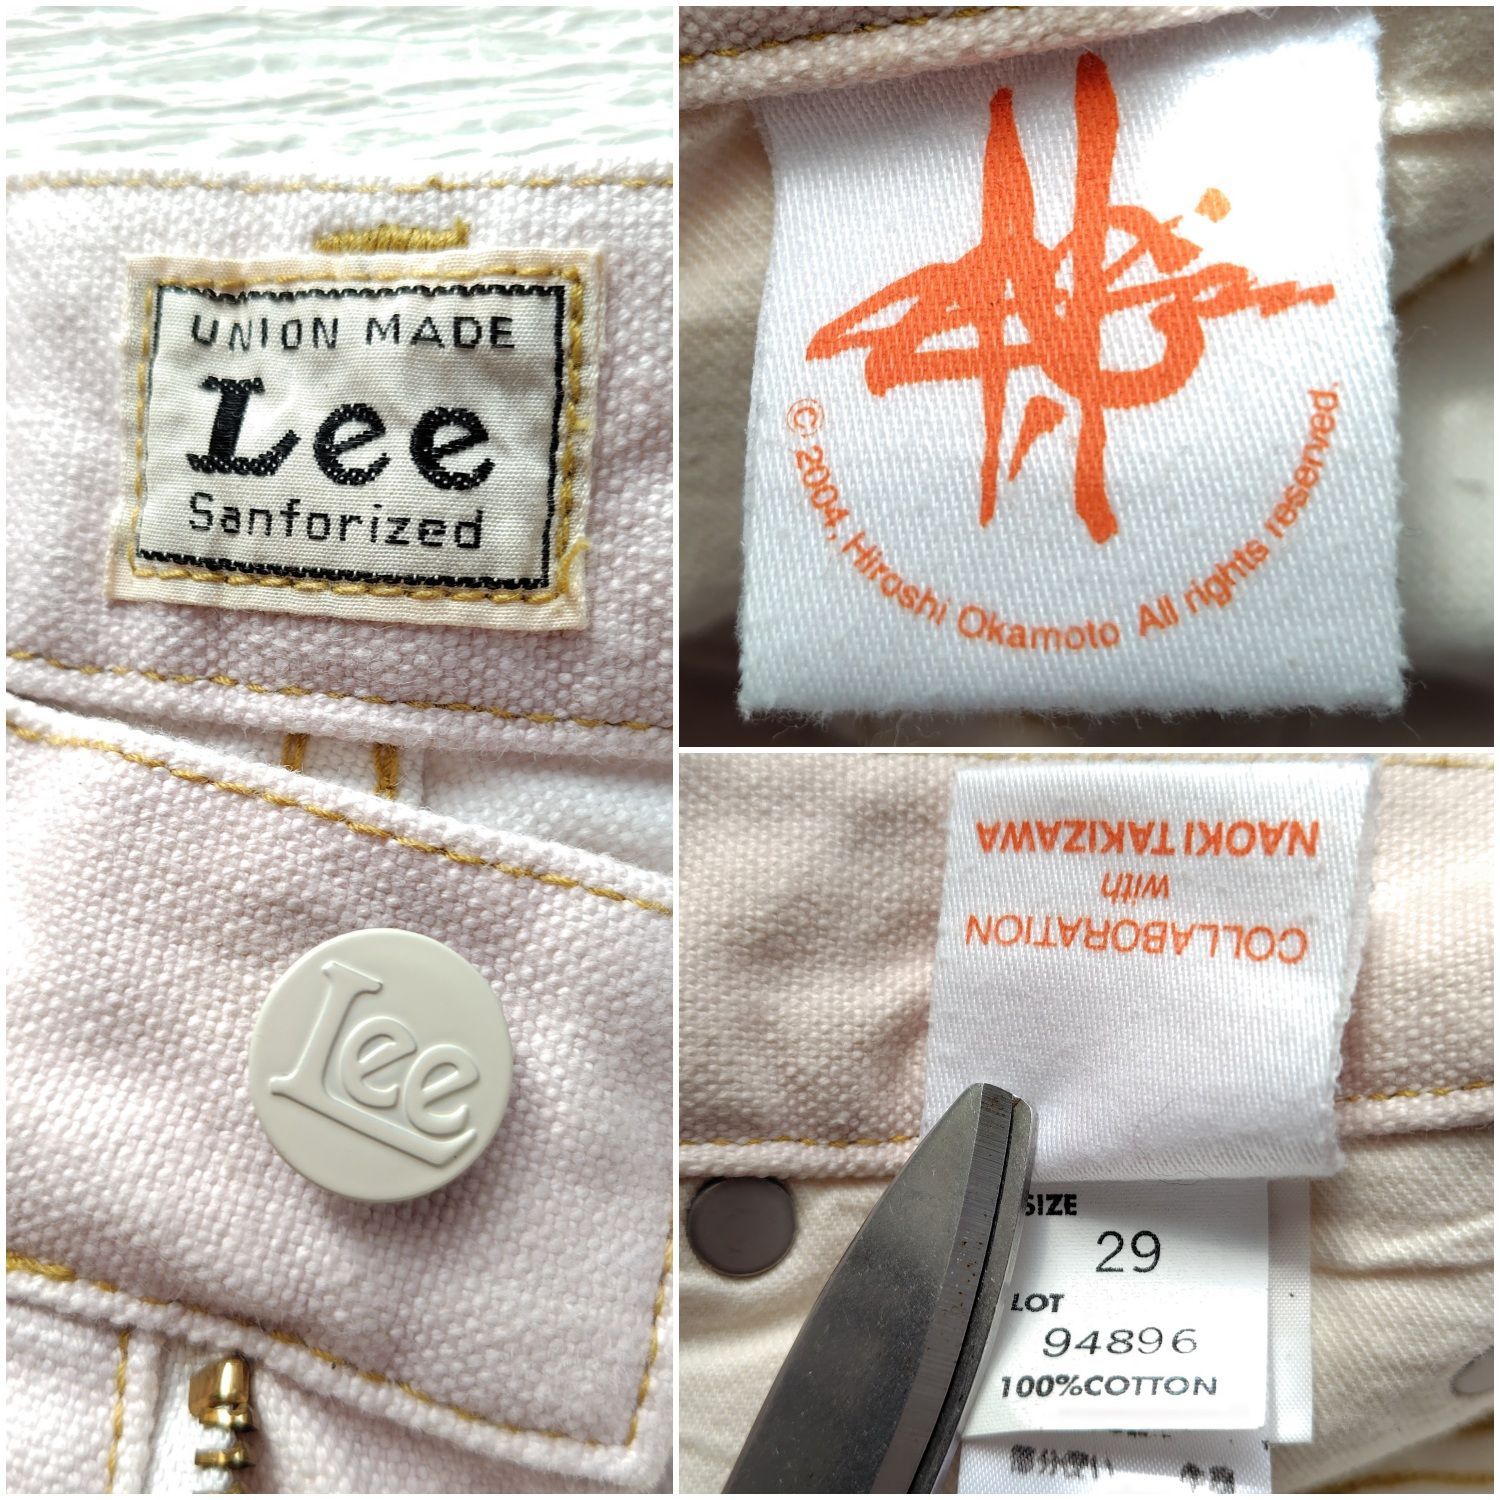 UNION MADE
Lee
Sanforized
Lee
© 2004, Hiroshi Okamoto All rights reserved.
COLLABORATION
with
NAOKI TAKIZAWA
SIZE
29
LOT
94896
100%COTTON